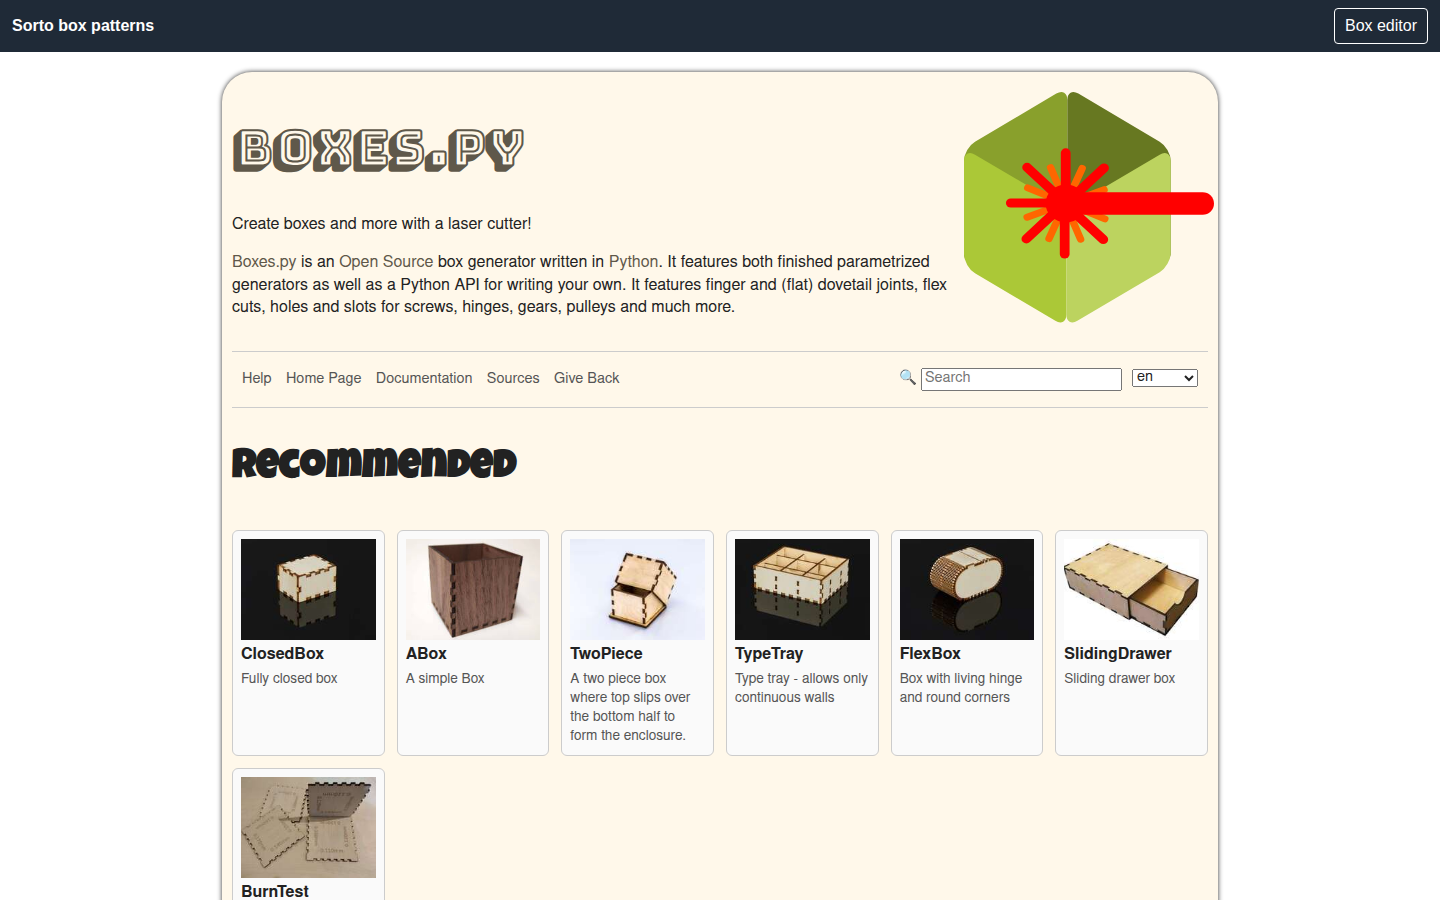 Sorto box patterns
Box editor
BOXES.PY
Create boxes and more with a laser cutter!
Boxes.py is an Open Source box generator written in Python. It features both finished parametrized
generators as well as a Python API for writing your own. It features finger and (flat) dovetail joints, flex
cuts, holes and slots for screws, hinges, gears, pulleys and much more.
Help Home Page Documentation Sources Give Back
Search
en
Recommended
ClosedBox
Fully closed box
ABox
A simple Box
TwoPiece
A two piece box
where top slips over
the bottom half to
form the enclosure.
TypeTray
Type tray - allows only
continuous walls
FlexBox
Box with living hinge
and round corners
SlidingDrawer
Sliding drawer box
BurnTest